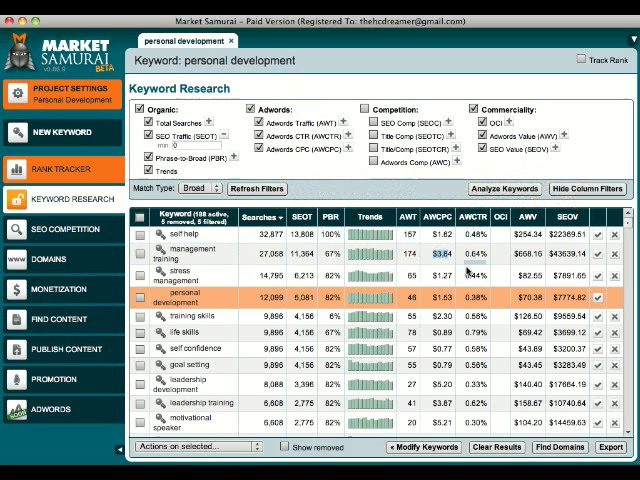 Market Samurai - Paid Version (Registered To: thehcdreamer@gmail.com)
MARKET
SAMURAI
BETA
personal development ×
Keyword: personal development
Track Rank
PROJECT SETTINGS
Personal Development
NEW KEYWORD
RANK TRACKER
KEYWORD RESEARCH
SEO COMPETITION
DOMAINS
MONETIZATION
FIND CONTENT
PUBLISH CONTENT
PROMOTION
ADWORDS
Keyword Research
Organic: Adwords: Competition: Commerciality:
Total Searches Adwords Traffic (AWT) SEO Comp (SEOC) OCI
SEO Traffic (SEOT) Adwords CTR (AWCTR) Title Comp (SEOTC) Adwords Value (AWV)
min: 0 Adwords CPC (AWCPC) SEO Value (SEOV)
Phrase-to-Broad (PBR) Adwords Comp (AWC)
Trends
Match Type: Broad Refresh Filters Analyze Keywords Hide Column Filters
Keyword (188 active, 5 removed, 5 filtered) Searches SEOT PBR Trends AWT AWCPC AWCTR OCI AWV SEOV
self help 32,877 13,808 100% 157 $1.62 0.48% $254.34 $22369.51
management training 27,058 11,364 67% 174 $3.84 0.64% $668.16 $43639.14
stress management 14,795 6,213 82% 65 $1.27 0.44% $82.55 $7891.65
personal development 12,099 5,081 82% 46 $1.53 0.38% $70.38 $7774.82
training skills 9,896 4,156 6% 55 $2.30 0.56% $126.50 $9559.54
life skills 9,896 4,156 82% 78 $0.89 0.79% $69.42 $3699.12
self confidence 9,896 4,156 82% 57 $0.77 0.58% $43.89 $3200.37
goal setting 9,896 4,156 82% 55 $0.79 0.56% $43.45 $3283.49
leadership development 8,088 3,396 82% 27 $5.20 0.33% $140.40 $17664.19
leadership training 6,608 2,775 82% 41 $3.87 0.62% $158.67 $10740.64
motivational speaker 6,608 2,775 82% 20 $5.21 0.30% $104.20 $14459.63
Actions on selected... Show removed « Modify Keywords Clear Results Find Domains Export